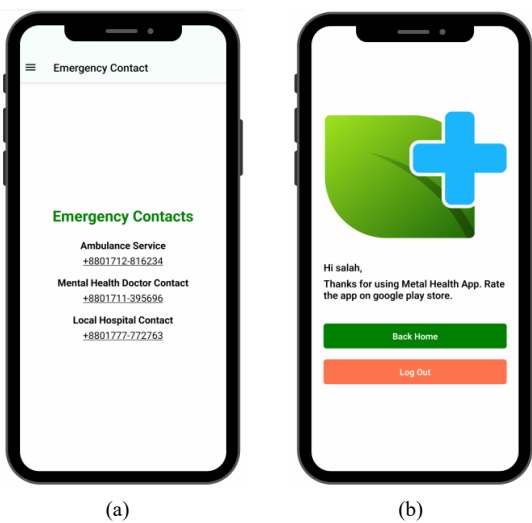 Emergency Contact
Emergency Contacts
Ambulance Service
+8801712-816234
Mental Health Doctor Contact
+8801711-395696
Local Hospital Contact
+8801777-772763
(a)
Hi salah,
Thanks for using Metal Health App. Rate
the app on google play store.
Back Home
Log Out
(b)